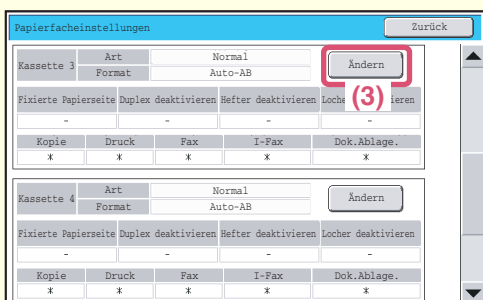 Papierfacheinstellungen Zurück
Kassette 3 Art Normal Ändern
Format Auto-AB
(3)
Fixierte Papierseite Duplex deaktivieren Hefter deaktivieren Locher ieren
- - - -
Kopie Druck Fax I-Fax Dok.Ablage.
* * * * *
Kassette 4 Art Normal Ändern
Format Auto-AB
Fixierte Papierseite Duplex deaktivieren Hefter deaktivieren Locher deaktivieren
- - - -
Kopie Druck Fax I-Fax Dok.Ablage.
* * * * *